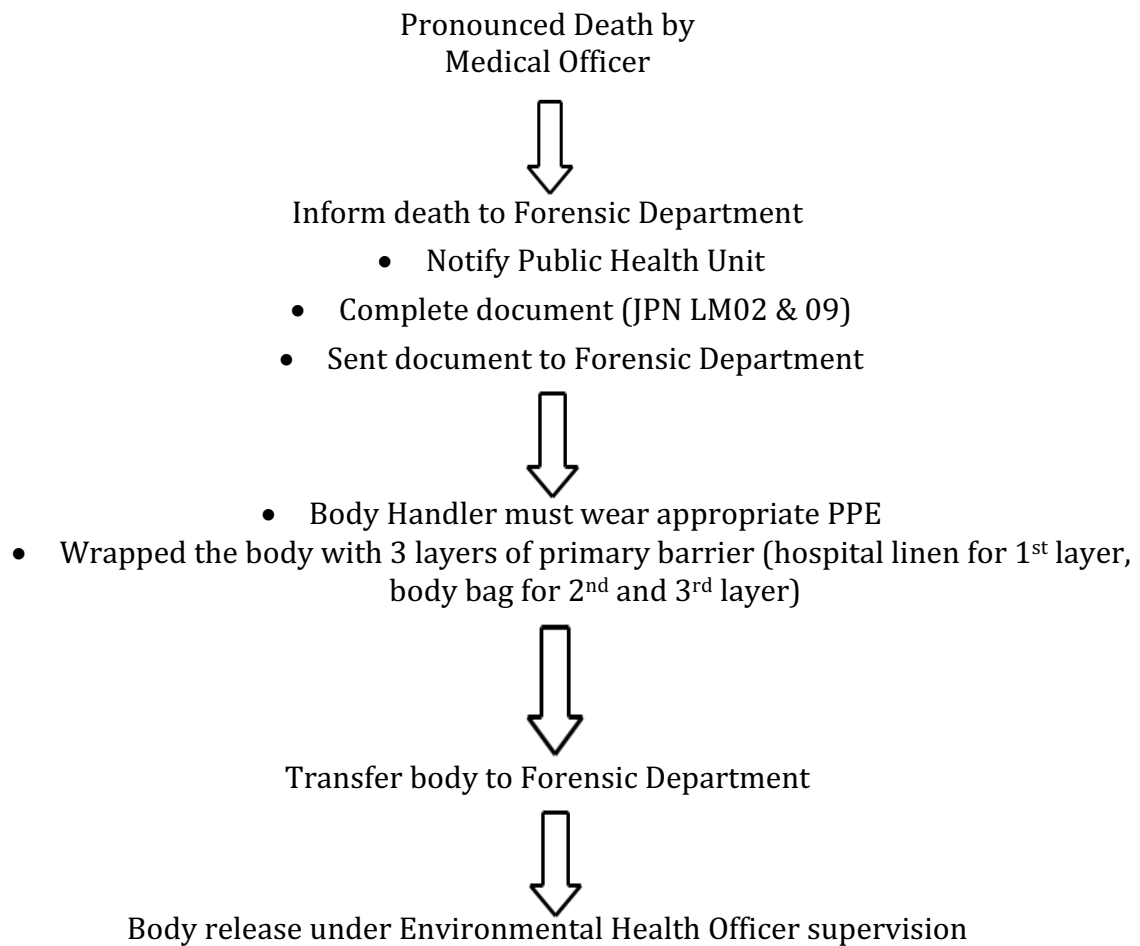 Pronounced Death by
Medical Officer
Inform death to Forensic Department
• Notify Public Health Unit
• Complete document (JPN LM02 & 09)
• Sent document to Forensic Department
• Body Handler must wear appropriate PPE
• Wrapped the body with 3 layers of primary barrier (hospital linen for 1st layer,
body bag for 2nd and 3rd layer)
Transfer body to Forensic Department
Body release under Environmental Health Officer supervision